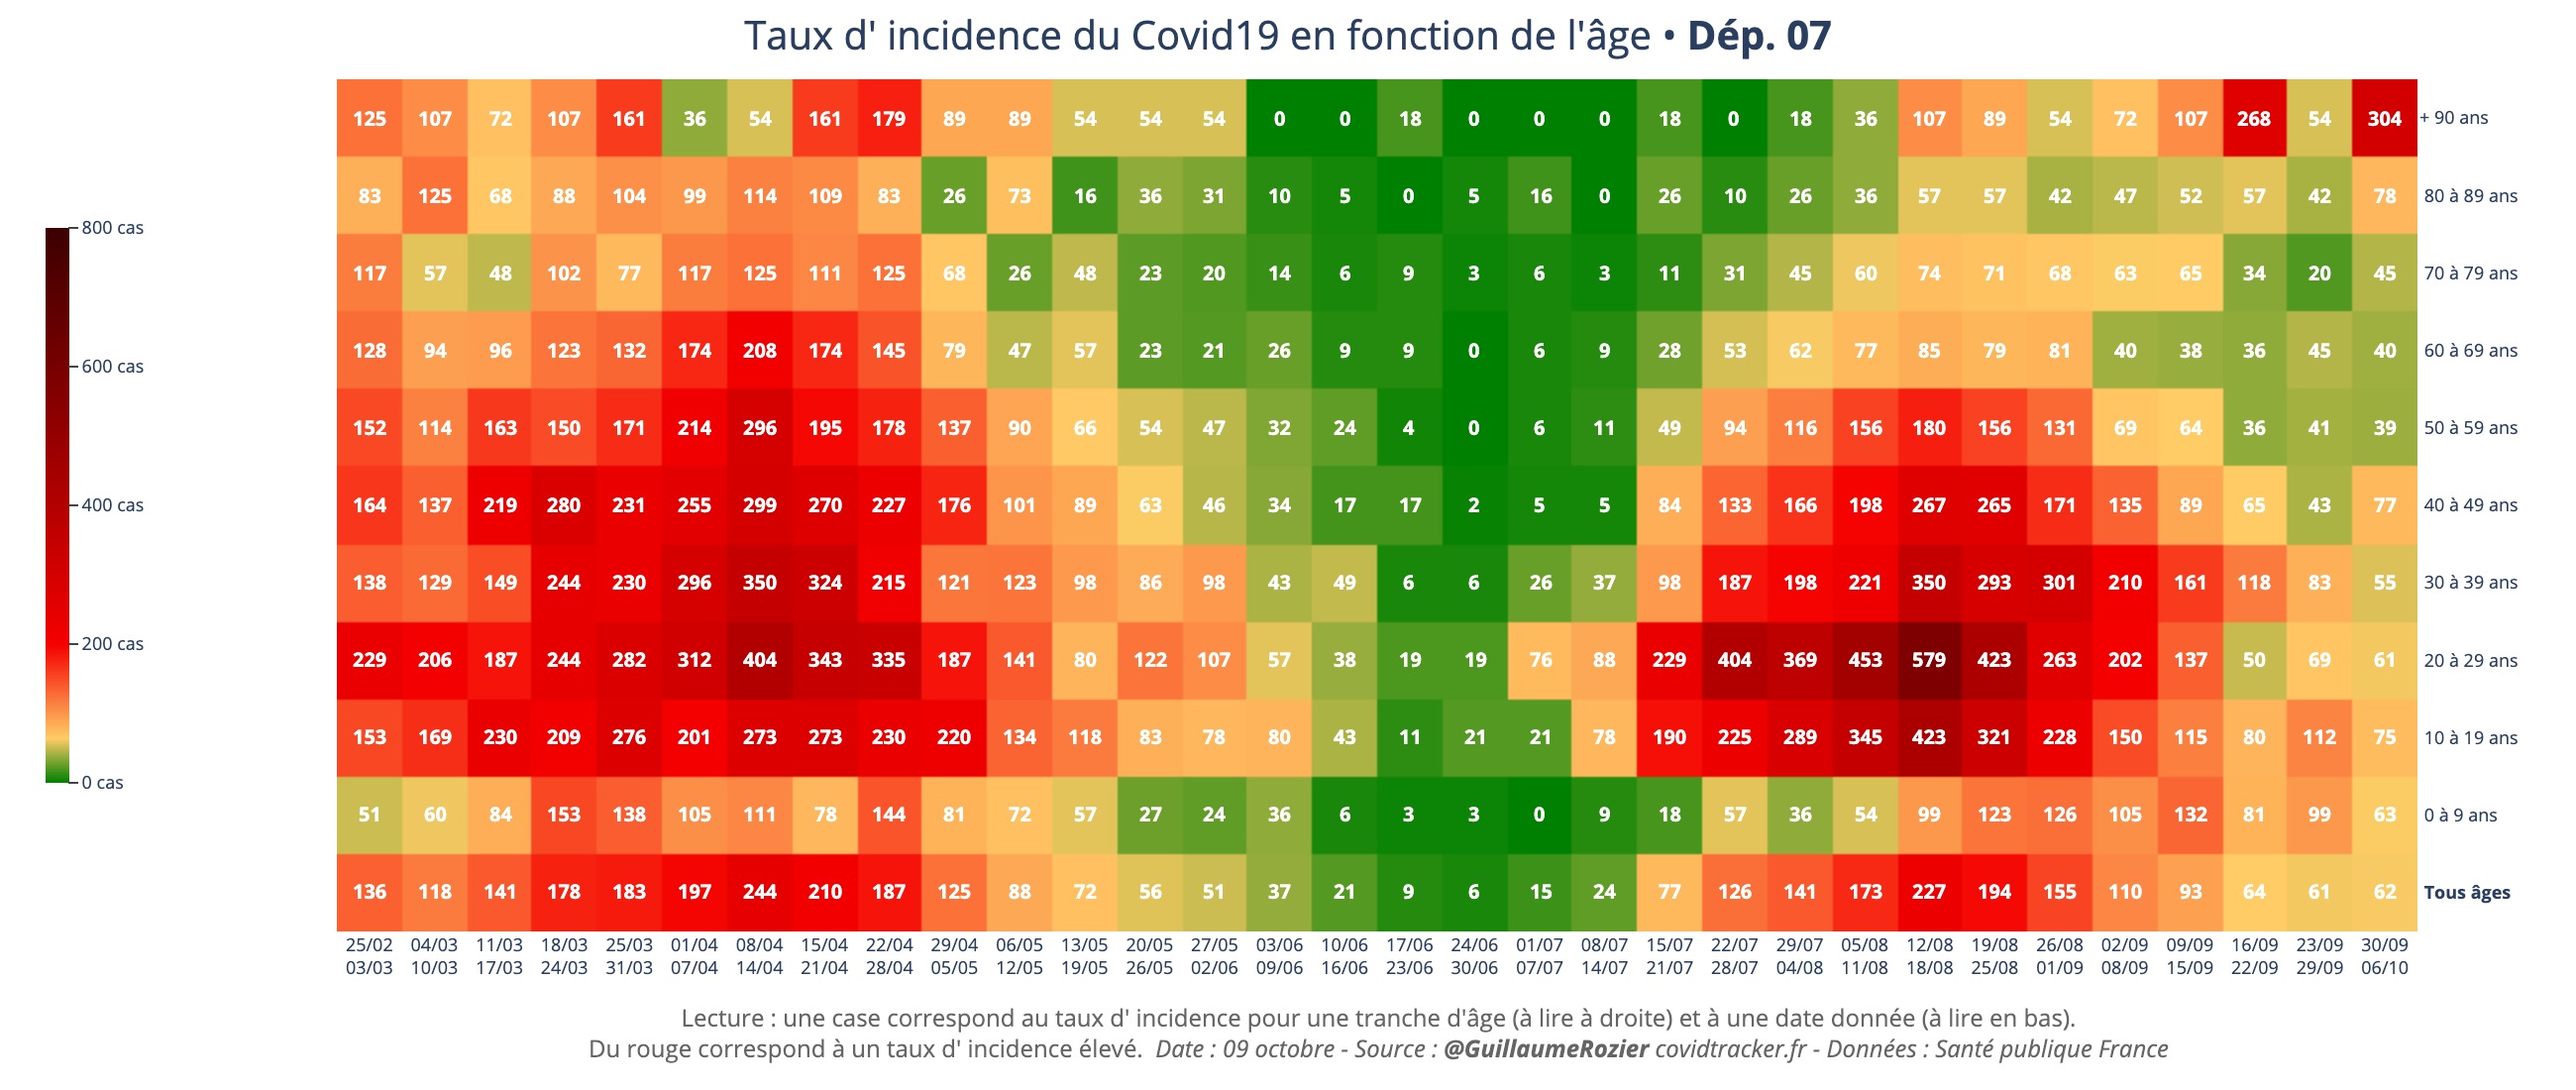 Taux d' incidence du Covid19 en fonction de l'âge • Dép. 07
125 107 72 107 161 36 54 161 179 89 89 54 54 54 0 0 18 0 0 0 18 0 18 36 107 89 54 72 107 268 54 304 + 90 ans
83 125 68 88 104 99 114 109 83 26 73 16 36 31 10 5 0 5 16 0 26 10 26 36 57 57 42 47 52 57 42 78 80 à 89 ans
800 cas
117 57 48 102 77 117 125 111 125 68 26 48 23 20 14 6 9 3 6 3 11 31 45 60 74 71 68 63 65 34 20 45 70 à 79 ans
128 94 96 123 132 174 208 174 145 79 47 57 23 21 26 9 9 0 6 9 28 53 62 77 85 79 81 40 38 36 45 40 60 à 69 ans
600 cas
152 114 163 150 171 214 296 195 178 137 90 66 54 47 32 24 4 0 6 11 49 94 116 156 180 156 131 69 64 36 41 39 50 à 59 ans
400 cas
164 137 219 280 231 255 299 270 227 176 101 89 63 46 34 17 17 2 5 5 84 133 166 198 267 265 171 135 89 65 43 77 40 à 49 ans
138 129 149 244 230 296 350 324 215 121 123 98 86 98 43 49 6 6 26 37 98 187 198 221 350 293 301 210 161 118 83 55 30 à 39 ans
200 cas
229 206 187 244 282 312 404 343 335 187 141 80 122 107 57 38 19 19 76 88 229 404 369 453 579 423 263 202 137 50 69 61 20 à 29 ans
153 169 230 209 276 201 273 273 230 220 134 118 83 78 80 43 11 21 21 78 190 225 289 345 423 321 228 150 115 80 112 75 10 à 19 ans
0 cas
51 60 84 153 138 105 111 78 144 81 72 57 27 24 36 6 3 3 0 9 18 57 36 54 99 123 126 105 132 81 99 63 0 à 9 ans
136 118 141 178 183 197 244 210 187 125 88 72 56 51 37 21 9 6 15 24 77 126 141 173 227 194 155 110 93 64 61 62 Tous âges
25/02 04/03 11/03 18/03 25/03 01/04 08/04 15/04 22/04 29/04 06/05 13/05 20/05 27/05 03/06 10/06 17/06 24/06 01/07 08/07 15/07 22/07 29/07 05/08 12/08 19/08 26/08 02/09 09/09 16/09 23/09 30/09
03/03 10/03 17/03 24/03 31/03 07/04 14/04 21/04 28/04 05/05 12/05 19/05 26/05 02/06 09/06 16/06 23/06 30/06 07/07 14/07 21/07 28/07 04/08 11/08 18/08 25/08 01/09 08/09 15/09 22/09 29/09 06/10
Lecture : une case correspond au taux d' incidence pour une tranche d'âge (à lire à droite) et à une date donnée (à lire en bas).
Du rouge correspond à un taux d' incidence élevé. Date : 09 octobre - Source : @GuillaumeRozier covidtracker.fr - Données : Santé publique France